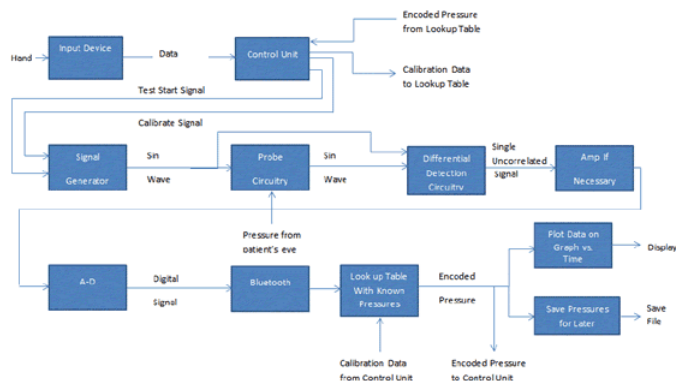 Encoded Pressure
from Lookup Table
Hand
Input Device
Data
Control Unit
Calibration Data
to Lookup Table
Test Start Signal
Calibrate Signal
Signal
Generator
Sin
Wave
Probe
Circuitry
Sin
Wave
Differential
Detection
Circuitry
Single
Uncorrelated
Signal
Amp If
Necessary
Pressure from
patient's eye
Plot Data on
Graph vs.
Time
Display
A-D
Digital
Signal
Bluetooth
Look up Table
With Known
Pressures
Encoded
Pressure
Save Pressures
for Later
Save
File
Calibration Data
from Control Unit
Encoded Pressure
to Control Unit